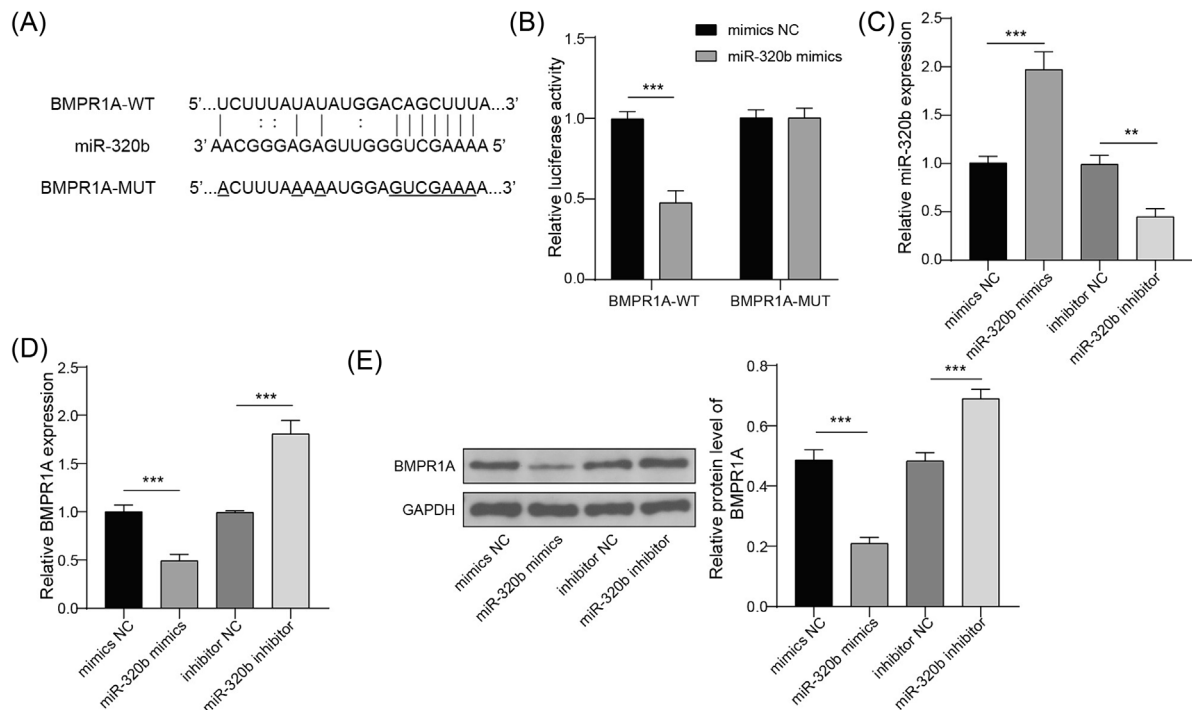 (A)
BMPR1A-WT 5'...UCUUUAUAUAUGGACAGCUUUA...3'
miR-320b 3' AACGGGAGAGUUGGGUCGAAAA 5'
BMPR1A-MUT 5'...ACUUUAAAAAUGGAGUCGAAAA...3'
(B)
mimics NC
miR-320b mimics
Relative luciferase activity
1.5
1.0
0.5
0.0
***
BMPR1A-WT
BMPR1A-MUT
(C)
Relative miR-320b expression
2.5
2.0
1.5
1.0
0.5
0.0
***
**
mimics NC
miR-320b mimics
inhibitor NC
miR-320b inhibitor
(D)
Relative BMPR1A expression
2.5
2.0
1.5
1.0
0.5
0.0
***
***
mimics NC
miR-320b mimics
inhibitor NC
miR-320b inhibitor
(E)
BMPR1A
GAPDH
mimics NC
miR-320b mimics
inhibitor NC
miR-320b inhibitor
Relative protein level of
BMPR1A
0.8
0.6
0.4
0.2
0.0
***
***
mimics NC
miR-320b mimics
inhibitor NC
miR-320b inhibitor